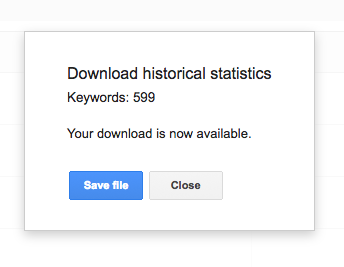 Download historical statistics
Keywords: 599
Your download is now available.
Save file
Close